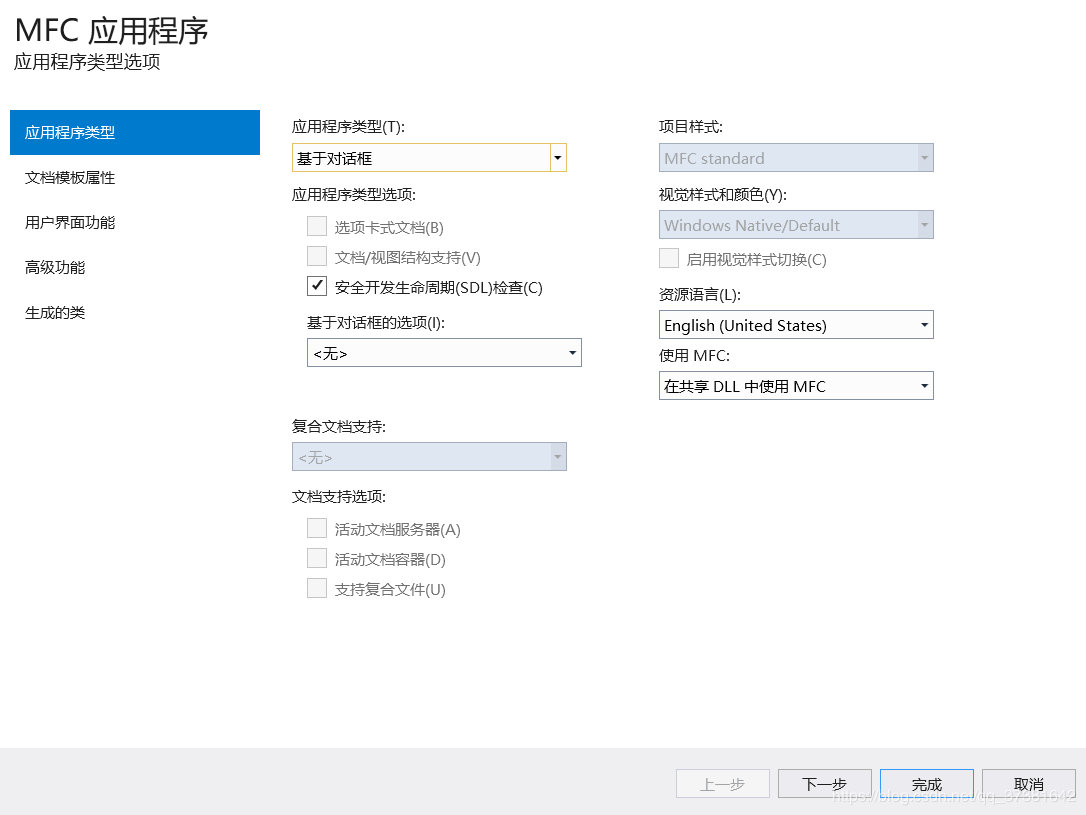 MFC 应用程序
应用程序类型选项
应用程序类型
文档模板属性
用户界面功能
高级功能
生成的类
应用程序类型(T):
基于对话框
应用程序类型选项:
选项卡式文档(B)
文档/视图结构支持(V)
安全开发生命周期(SDL)检查(C)
基于对话框的选项(I):
<无>
复合文档支持:
<无>
文档支持选项:
活动文档服务器(A)
活动文档容器(D)
支持复合文件(U)
项目样式:
MFC standard
视觉样式和颜色(Y):
Windows Native/Default
启用视觉样式切换(C)
资源语言(L):
English (United States)
使用 MFC:
在共享 DLL 中使用 MFC
上一步
下一步
完成
取消
https://blog.csdn.net/qq_37381642